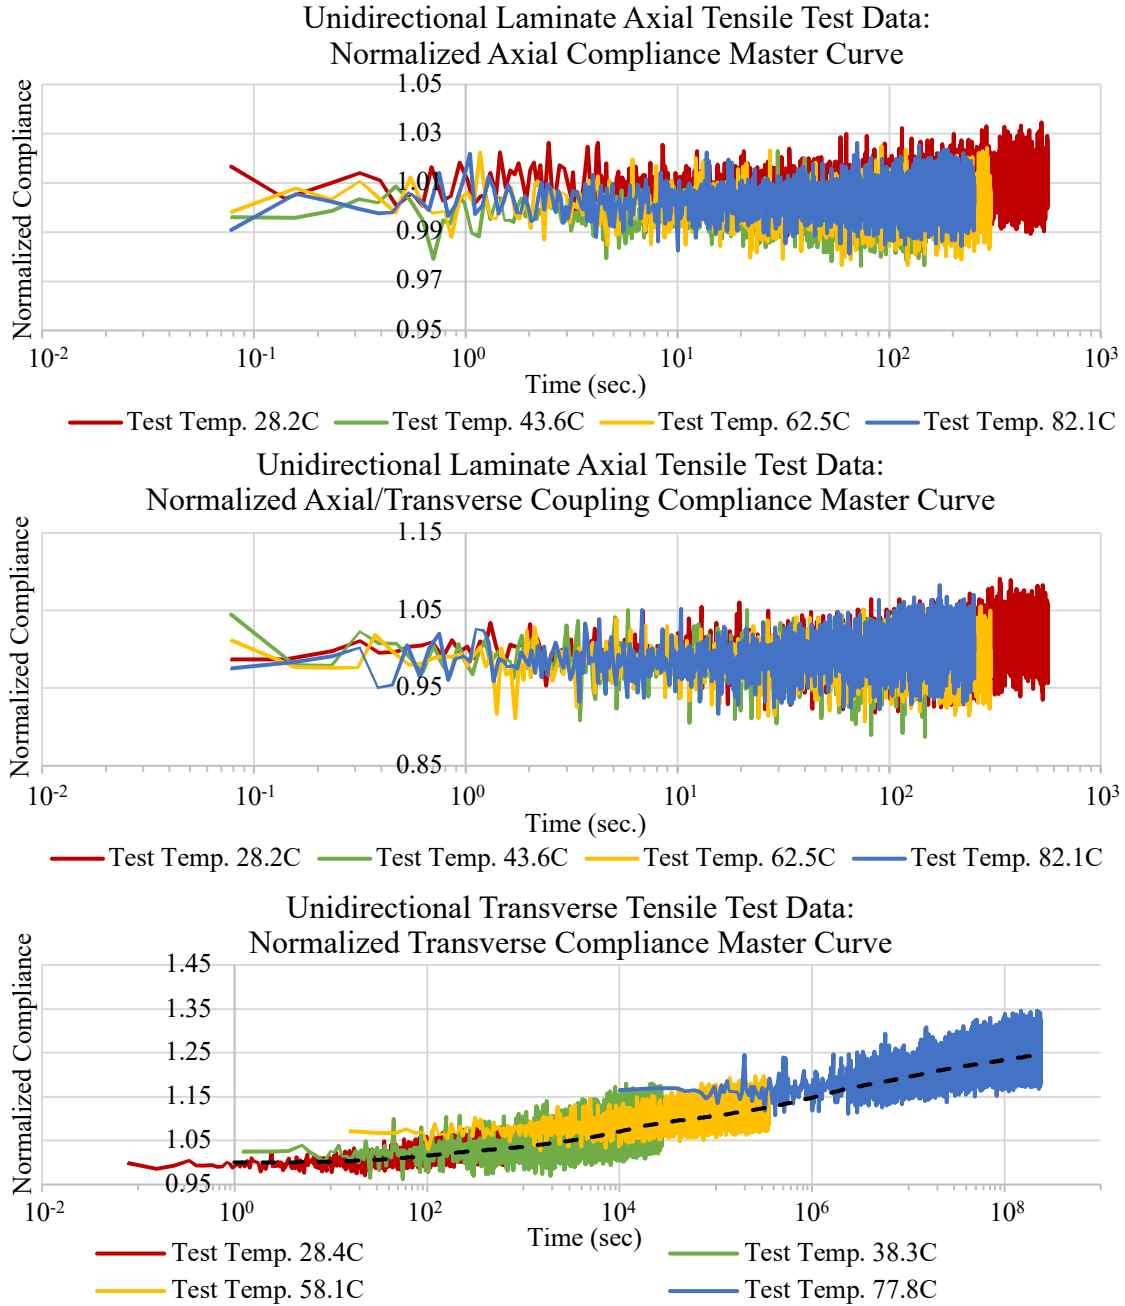 Unidirectional Laminate Axial Tensile Test Data:
Normalized Axial Compliance Master Curve
Normalized Compliance
1.05
1.03
1.01
0.99
0.97
0.95
10-2 10-1 100 101 102 103
Time (sec.)
Test Temp. 28.2C Test Temp. 43.6C Test Temp. 62.5C Test Temp. 82.1C
Unidirectional Laminate Axial Tensile Test Data:
Normalized Axial/Transverse Coupling Compliance Master Curve
Normalized Compliance
1.15
1.05
0.95
0.85
10-2 10-1 100 101 102 103
Time (sec.)
Test Temp. 28.2C Test Temp. 43.6C Test Temp. 62.5C Test Temp. 82.1C
Unidirectional Transverse Tensile Test Data:
Normalized Transverse Compliance Master Curve
Normalized Compliance
1.45
1.35
1.25
1.15
1.05
0.95
10-2 100 102 104 106 108
Time (sec)
Test Temp. 28.4C Test Temp. 38.3C
Test Temp. 58.1C Test Temp. 77.8C